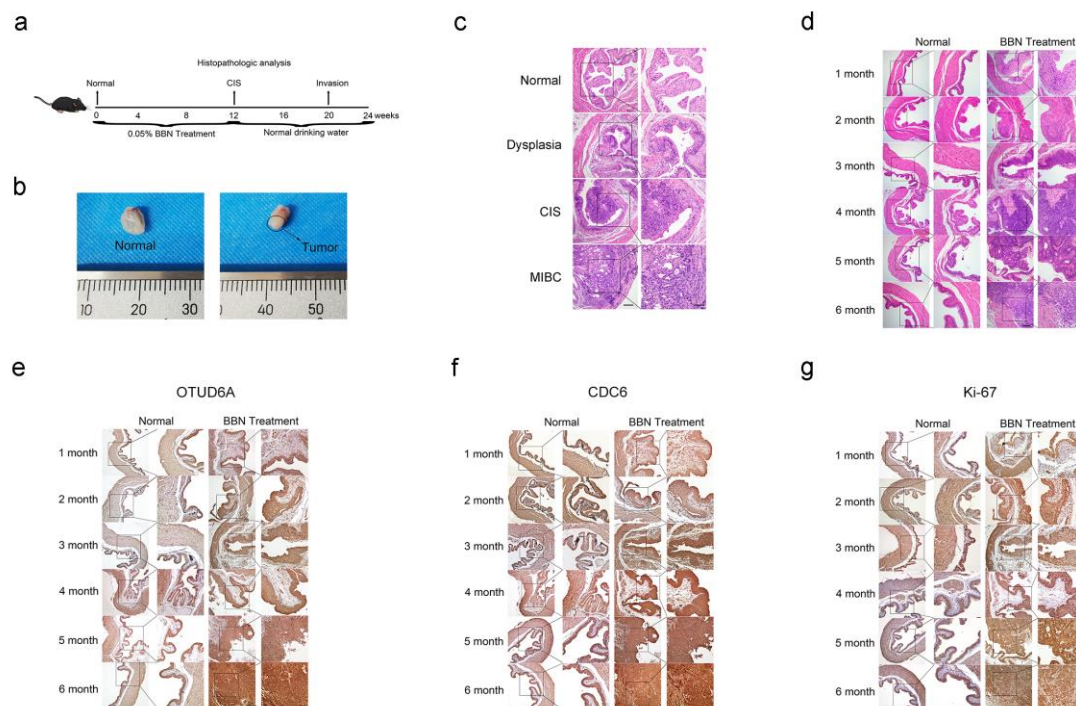 a
Histopathologic analysis
Normal CIS Invasion
0 4 8 12 16 20 24 weeks
0.05% BBN Treatment Normal drinking water
b
Normal
10 20 30
Tumor
30 40 50
c
Normal
Dysplasia
CIS
MIBC
d
Normal BBN Treatment
1 month
2 month
3 month
4 month
5 month
6 month
e
OTUD6A
Normal BBN Treatment
1 month
2 month
3 month
4 month
5 month
6 month
f
CDC6
Normal BBN Treatment
1 month
2 month
3 month
4 month
5 month
6 month
g
Ki-67
Normal BBN Treatment
1 month
2 month
3 month
4 month
5 month
6 month